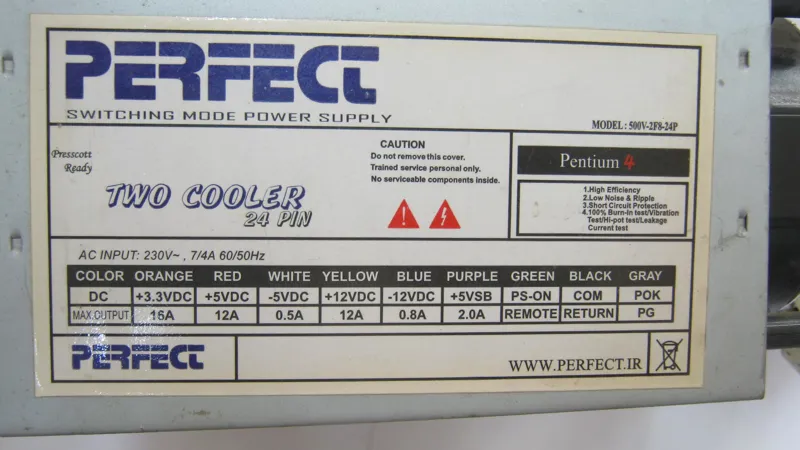 PERFECT
SWITCHING MODE POWER SUPPLY
MODEL : 500V-2F8-24P
Presscott
Ready
TWO COOLER
24 PIN
CAUTION
Do not remove this cover.
Trained service personal only.
No serviceable components inside.
Pentium 4
1.High Efficiency
2.Low Noise & Ripple
3.Short Circuit Protection
4.100% Burn-In test/Vibration
Test/Hi-pot test/Leakage
Current test
AC INPUT: 230V~ , 7/4A 60/50Hz
COLOR ORANGE RED WHITE YELLOW BLUE PURPLE GREEN BLACK GRAY
DC +3.3VDC +5VDC -5VDC +12VDC -12VDC +5VSB PS-ON COM POK
MAX.OUTPUT 16A 12A 0.5A 12A 0.8A 2.0A REMOTE RETURN PG
PERFECT
WWW.PERFECT.IR